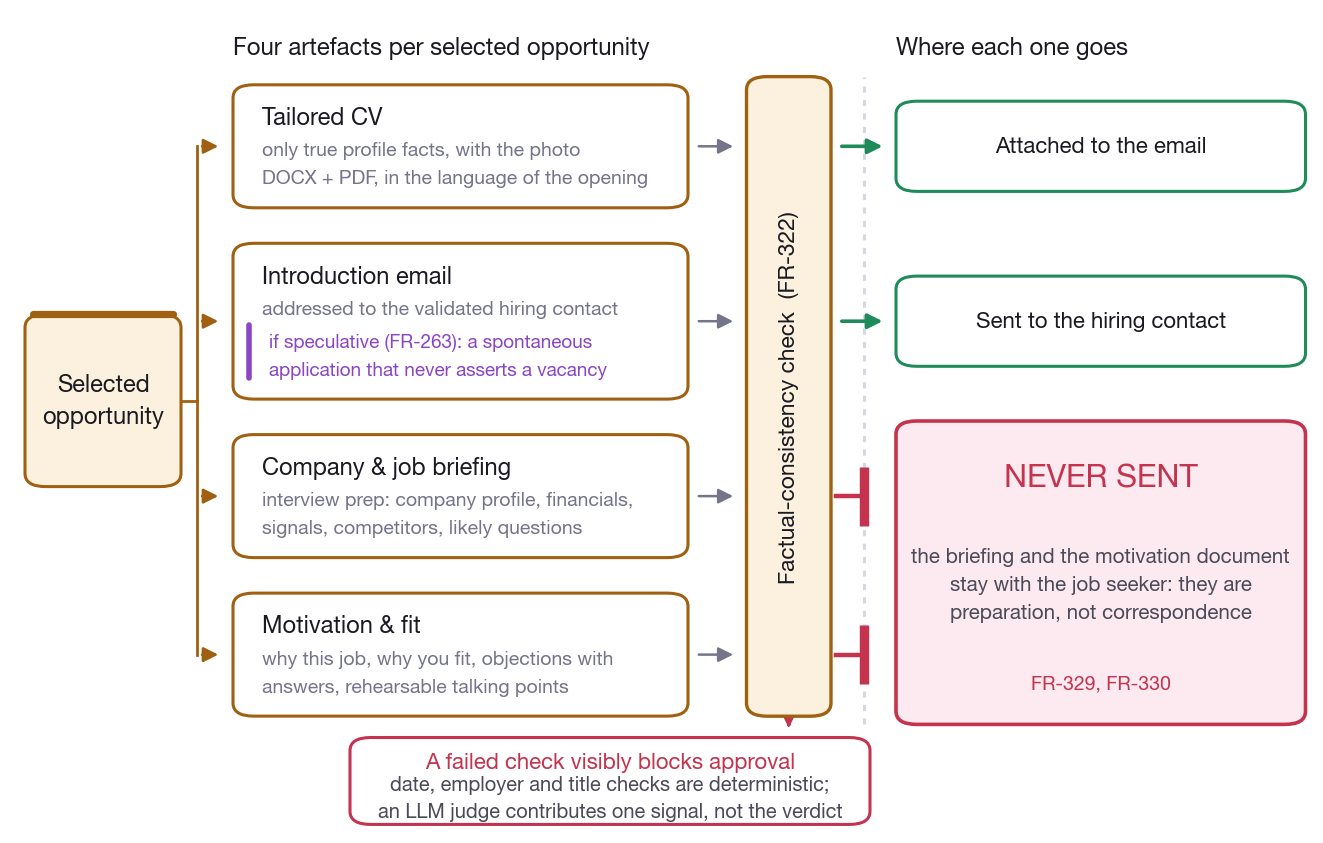 Four artefacts per selected opportunity
Where each one goes
Selected
opportunity
Tailored CV
only true profile facts, with the photo
DOCX + PDF, in the language of the opening
Introduction email
addressed to the validated hiring contact
if speculative (FR-263): a spontaneous
application that never asserts a vacancy
Company & job briefing
interview prep: company profile, financials,
signals, competitors, likely questions
Motivation & fit
why this job, why you fit, objections with
answers, rehearsable talking points
Factual-consistency check (FR-322)
Attached to the email
Sent to the hiring contact
NEVER SENT
the briefing and the motivation document
stay with the job seeker: they are
preparation, not correspondence
FR-329, FR-330
A failed check visibly blocks approval
date, employer and title checks are deterministic;
an LLM judge contributes one signal, not the verdict